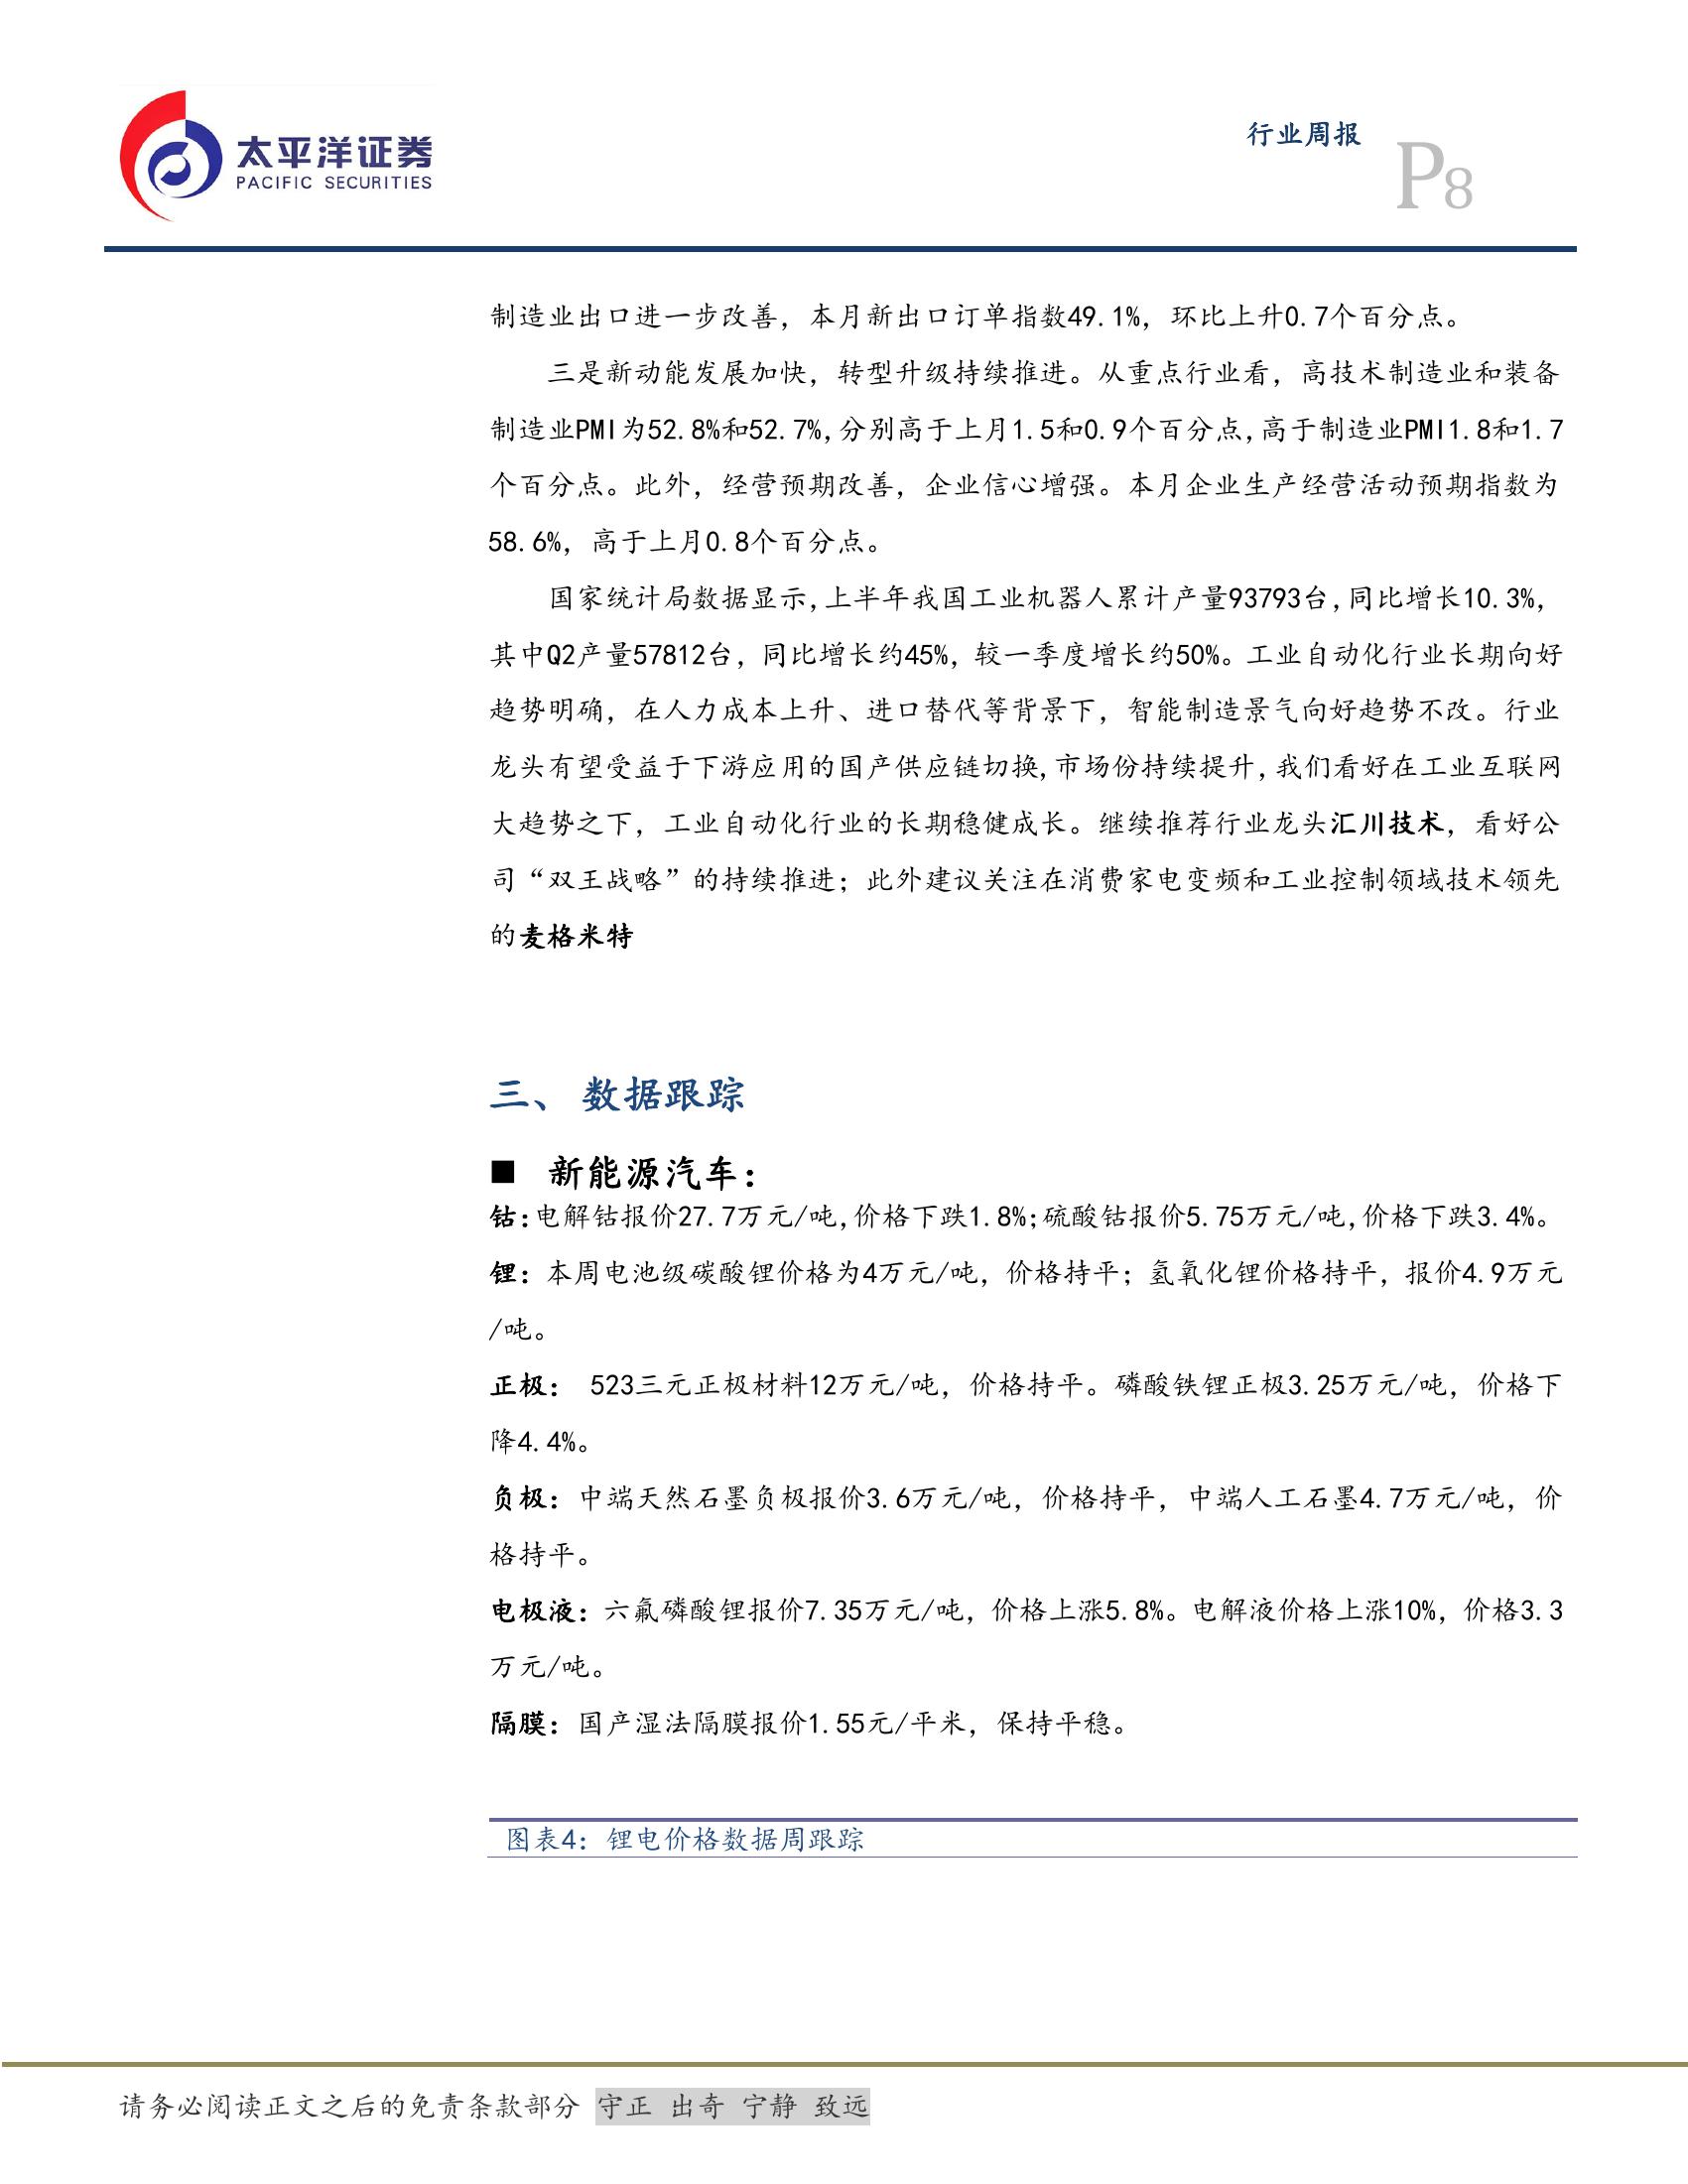 太平洋证券
PACIFIC SECURITIES
行业周报
P8
制造业出口进一步改善，本月新出口订单指数49.1%，环比上升0.7个百分点。
三是新动能发展加快，转型升级持续推进。从重点行业看，高技术制造业和装备
制造业PMI为52.8%和52.7%,分别高于上月1.5和0.9个百分点,高于制造业PMI1.8和1.7
个百分点。此外，经营预期改善，企业信心增强。本月企业生产经营活动预期指数为
58.6%，高于上月0.8个百分点。
国家统计局数据显示,上半年我国工业机器人累计产量93793台,同比增长10.3%，
其中Q2产量57812台，同比增长约45%，较一季度增长约50%。工业自动化行业长期向好
趋势明确，在人力成本上升、进口替代等背景下，智能制造景气向好趋势不改。行业
龙头有望受益于下游应用的国产供应链切换,市场份持续提升,我们看好在工业互联网
大趋势之下，工业自动化行业的长期稳健成长。继续推荐行业龙头汇川技术，看好公
司“双王战略”的持续推进；此外建议关注在消费家电变频和工业控制领域技术领先
的麦格米特
三、 数据跟踪
■ 新能源汽车：
钴：电解钴报价27.7万元/吨,价格下跌1.8%;硫酸钴报价5.75万元/吨,价格下跌3.4%。
锂：本周电池级碳酸锂价格为4万元/吨，价格持平；氢氧化锂价格持平，报价4.9万元
/吨。
正极： 523三元正极材料12万元/吨，价格持平。磷酸铁锂正极3.25万元/吨，价格下
降4.4%。
负极：中端天然石墨负极报价3.6万元/吨，价格持平，中端人工石墨4.7万元/吨，价
格持平。
电极液：六氟磷酸锂报价7.35万元/吨，价格上涨5.8%。电解液价格上涨10%，价格3.3
万元/吨。
隔膜：国产湿法隔膜报价1.55元/平米，保持平稳。
图表4：锂电价格数据周跟踪
请务必阅读正文之后的免责条款部分 守正 出奇 宁静 致远